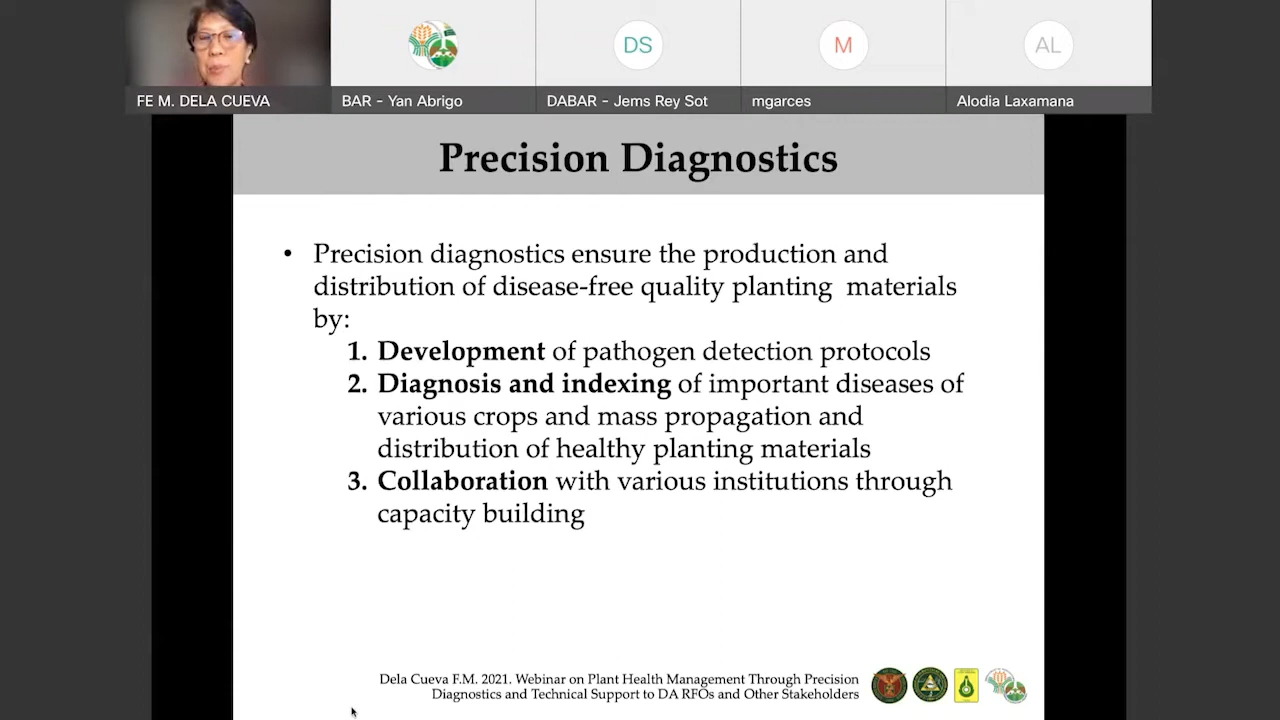 DS
M
AL
FE M. DELA CUEVA
BAR - Yan Abrigo
DABAR - Jems Rey Sot
mgarces
Alodia Laxamana
Precision Diagnostics
• Precision diagnostics ensure the production and
distribution of disease-free quality planting materials
by:
1. Development of pathogen detection protocols
2. Diagnosis and indexing of important diseases of
various crops and mass propagation and
distribution of healthy planting materials
3. Collaboration with various institutions through
capacity building
Dela Cueva F.M. 2021. Webinar on Plant Health Management Through Precision
Diagnostics and Technical Support to DA RFOs and Other Stakeholders